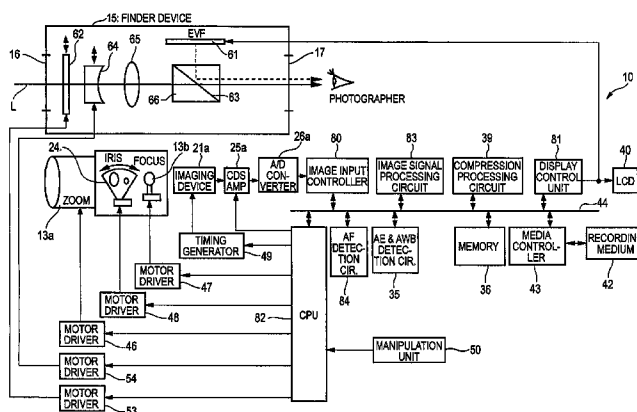 15: FINDER DEVICE
EVF
16
62
64
65
61
17
66
63
PHOTOGRAPHER
10
24
IRIS
FOCUS
13b
ZOOM
13a
21a
IMAGING DEVICE
25a
CDS AMP
26a
A/D CONVERTER
80
IMAGE INPUT CONTROLLER
83
IMAGE SIGNAL PROCESSING CIRCUIT
39
COMPRESSION PROCESSING CIRCUIT
81
DISPLAY CONTROL UNIT
40
LCD
44
TIMING GENERATOR
49
AF DETECTION CIR.
84
AE & AWB DETECTION CIR.
35
MEMORY
36
MEDIA CONTROLLER
43
RECORDING MEDIUM
42
MOTOR DRIVER
47
MOTOR DRIVER
48
MOTOR DRIVER
46
MOTOR DRIVER
54
MOTOR DRIVER
53
82
CPU
MANIPULATION UNIT
50